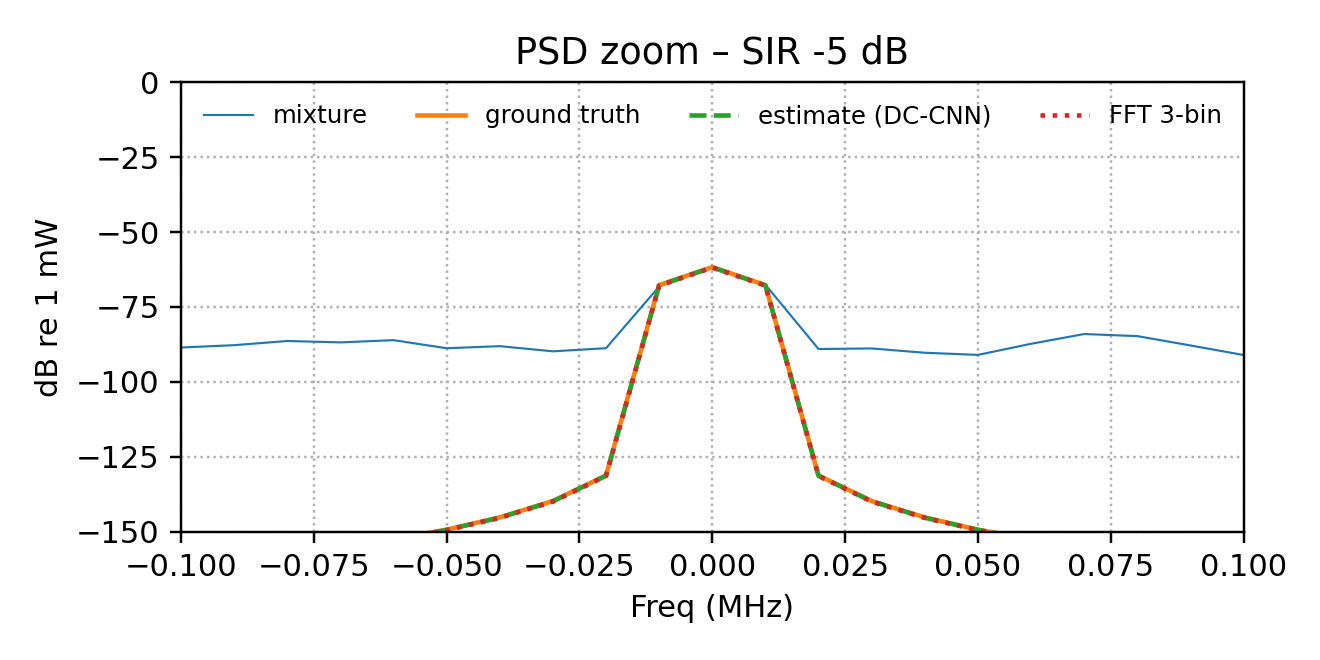 PSD zoom – SIR -5 dB
mixture ground truth estimate (DC-CNN) FFT 3-bin
dB re 1 mW
0
−25
−50
−75
−100
−125
−150
−0.100 −0.075 −0.050 −0.025 0.000 0.025 0.050 0.075 0.100
Freq (MHz)